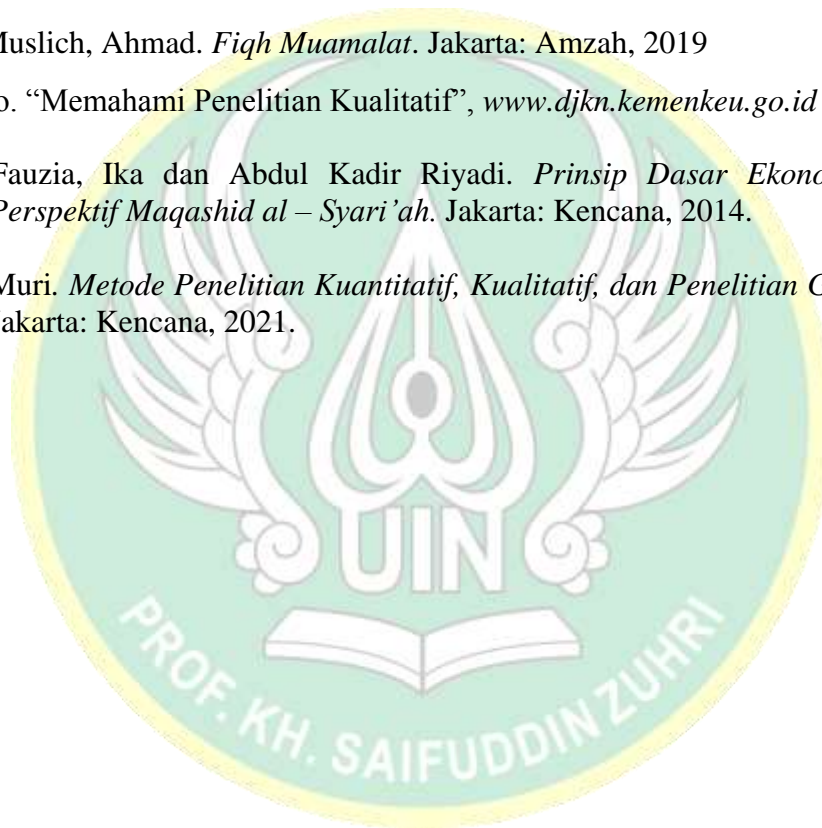 Muslich, Ahmad. Fiqh Muamalat. Jakarta: Amzah, 2019
o. “Memahami Penelitian Kualitatif”, www.djkn.kemenkeu.go.id
Fauzia, Ika dan Abdul Kadir Riyadi. Prinsip Dasar
Perspektif Maqashid al – Syari’ah. Jakarta: Kencana, 2014.
Muri. Metode Penelitian Kuantitatif, Kualitatif, dan Penelitian
Jakarta: Kencana, 2021.
UIN
PROF. KH. SAIFUDDIN ZUHRI